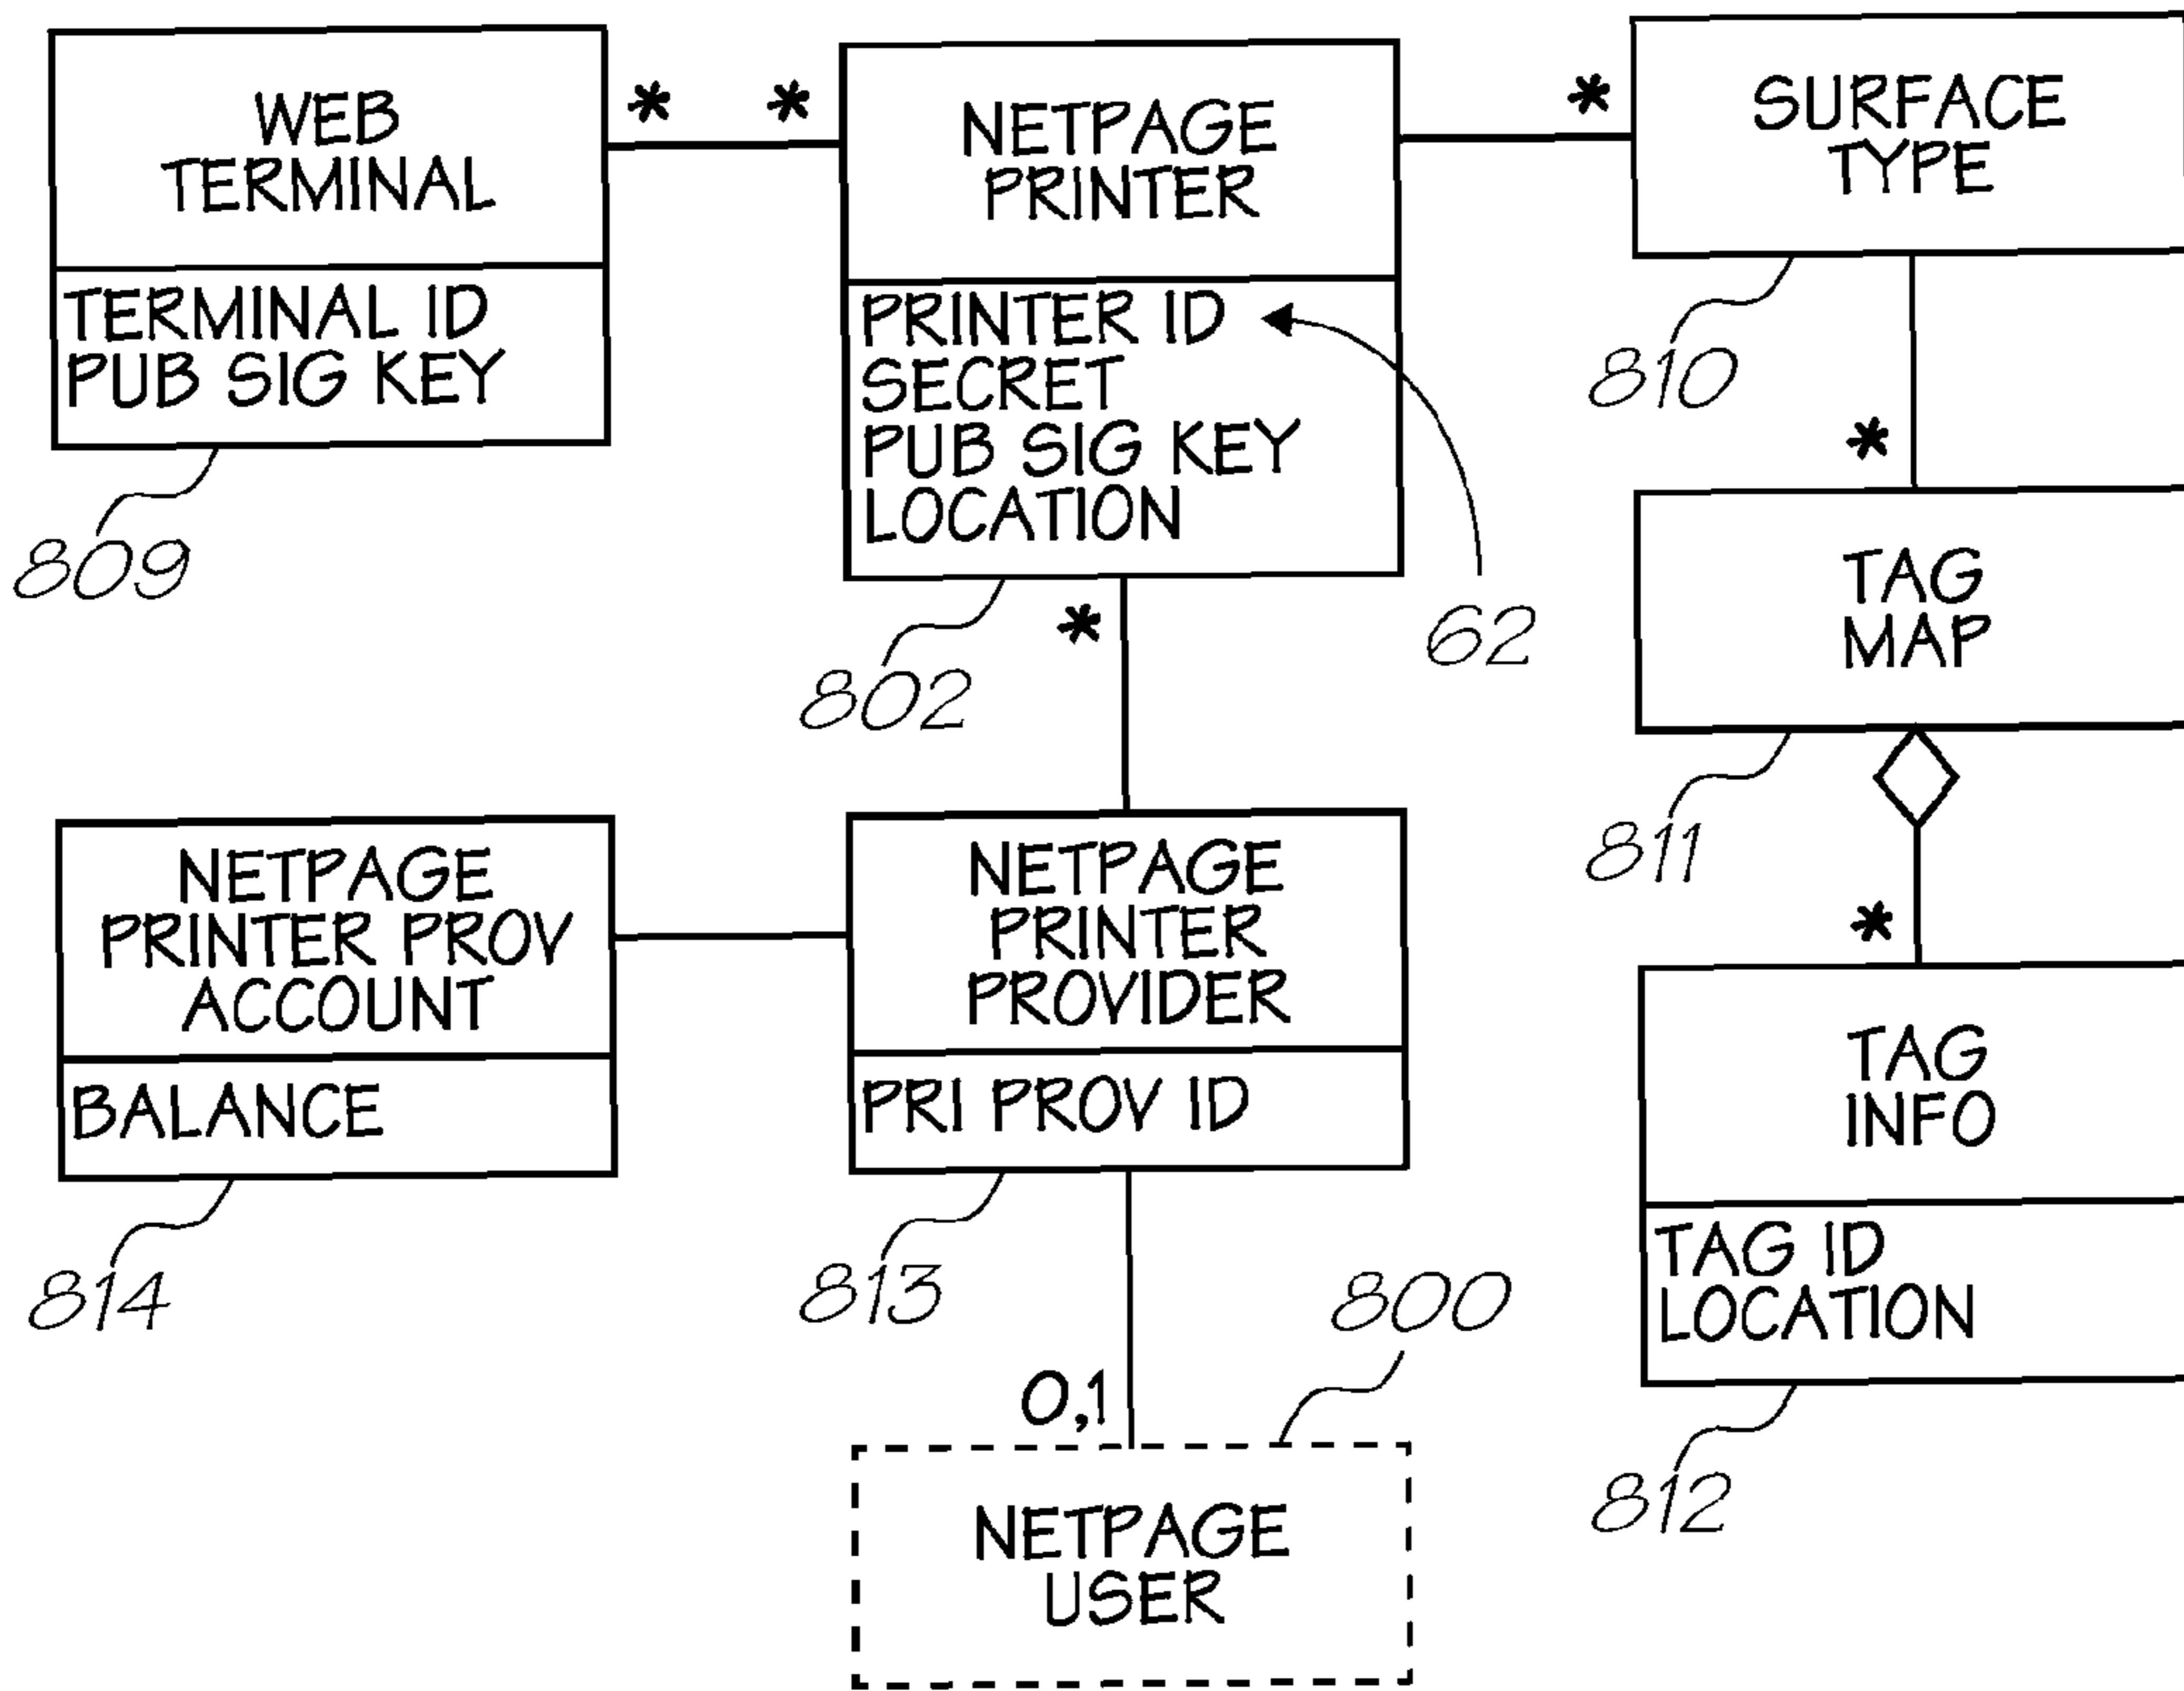 WEB
TERMINAL
TERMINAL ID
PUB SIG KEY
809
*
*
NETPAGE
PRINTER
PRINTER ID
SECRET
PUB SIG KEY
LOCATION
62
802
*
*
SURFACE
TYPE
810
*
TAG
MAP
811
*
TAG
INFO
TAG ID
LOCATION
812
NETPAGE
PRINTER PROV
ACCOUNT
BALANCE
814
NETPAGE
PRINTER
PROVIDER
PRI PROV ID
813
800
0,1
NETPAGE
USER